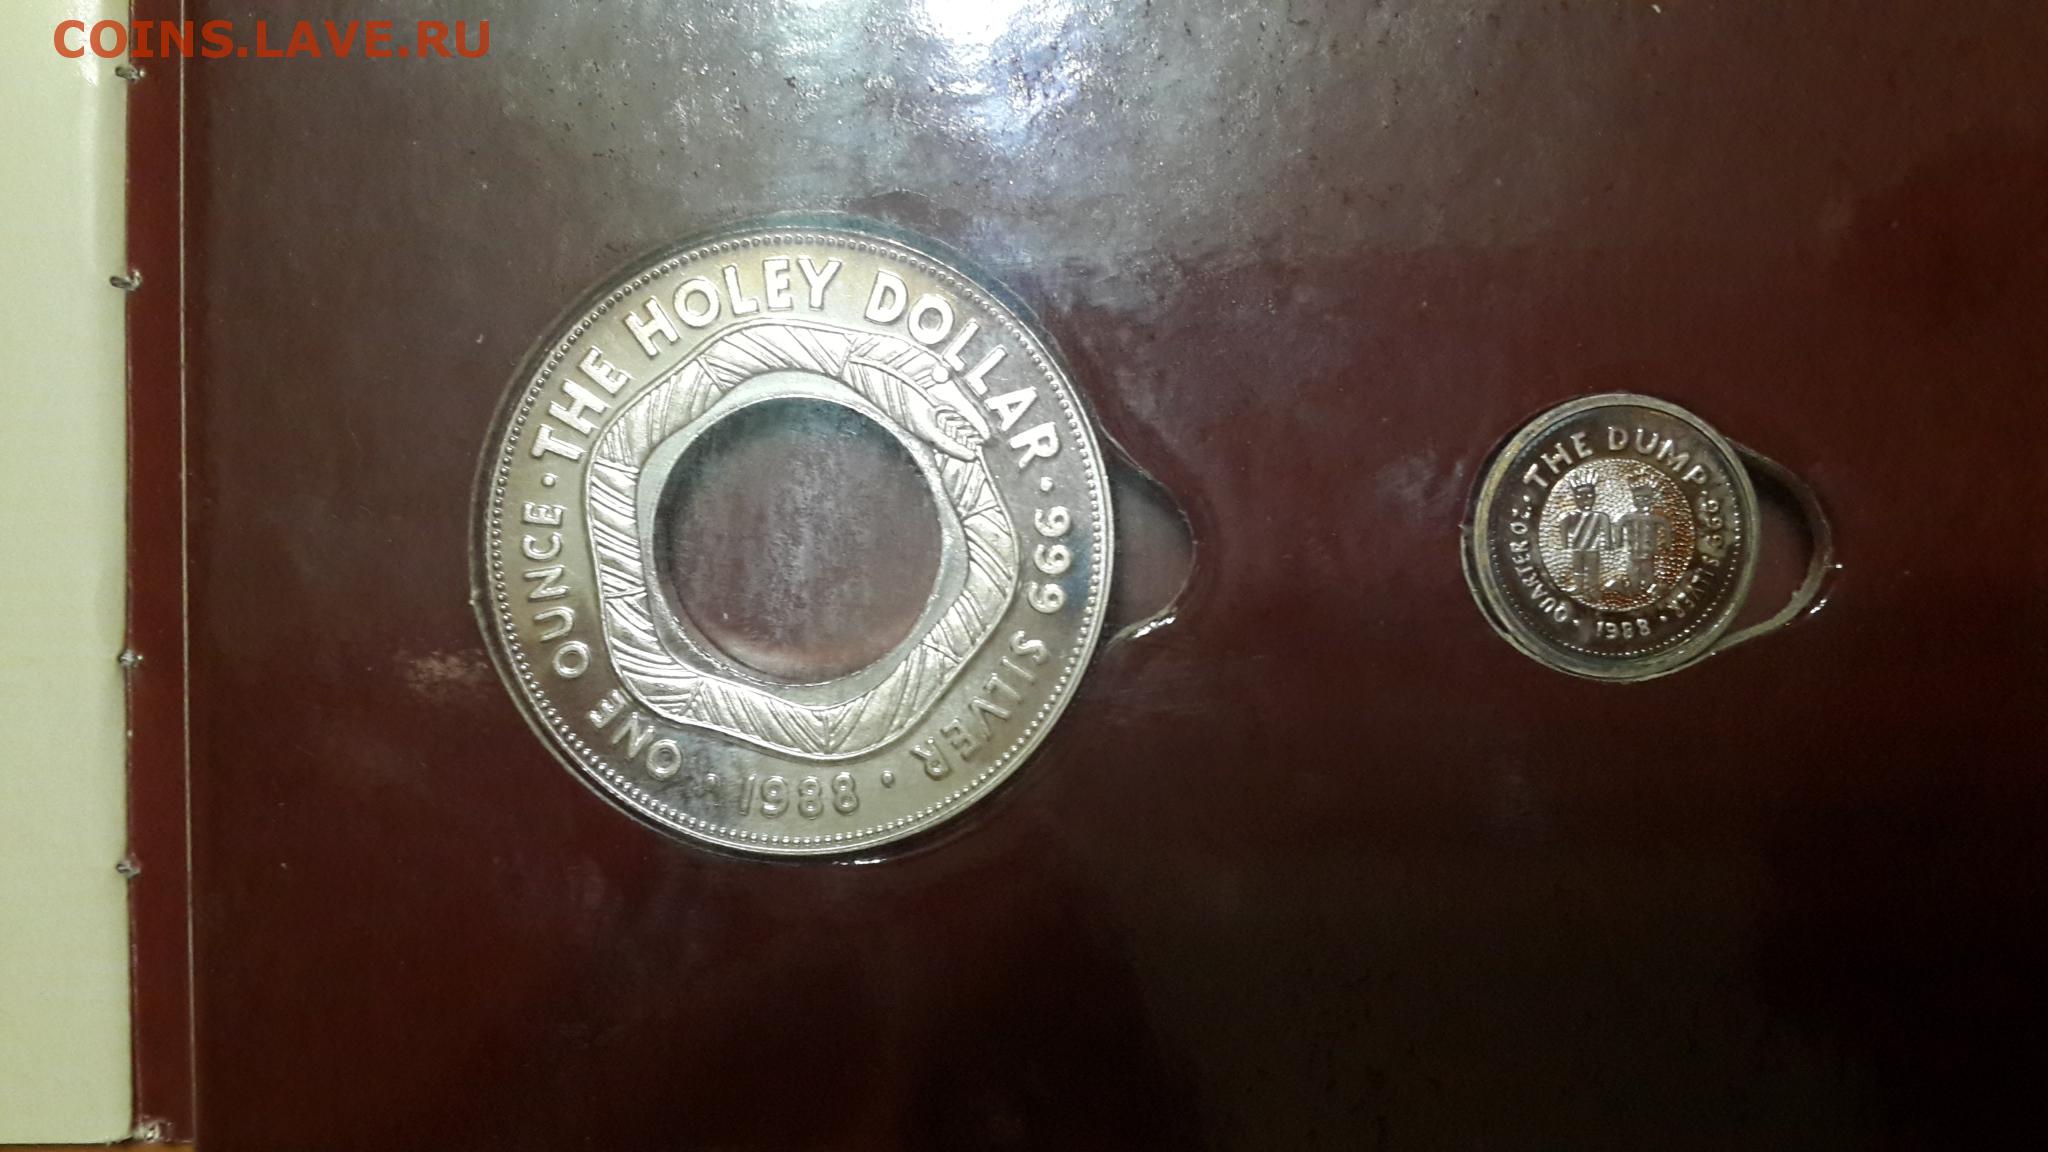 COINS.LAVE.RU
THE HOLEY DOLLAR · 999 SILVER · 1988 · ONE OUNCE ·
THE DUMP · 999 SILVER · 1988 · QUARTER OZ. ·